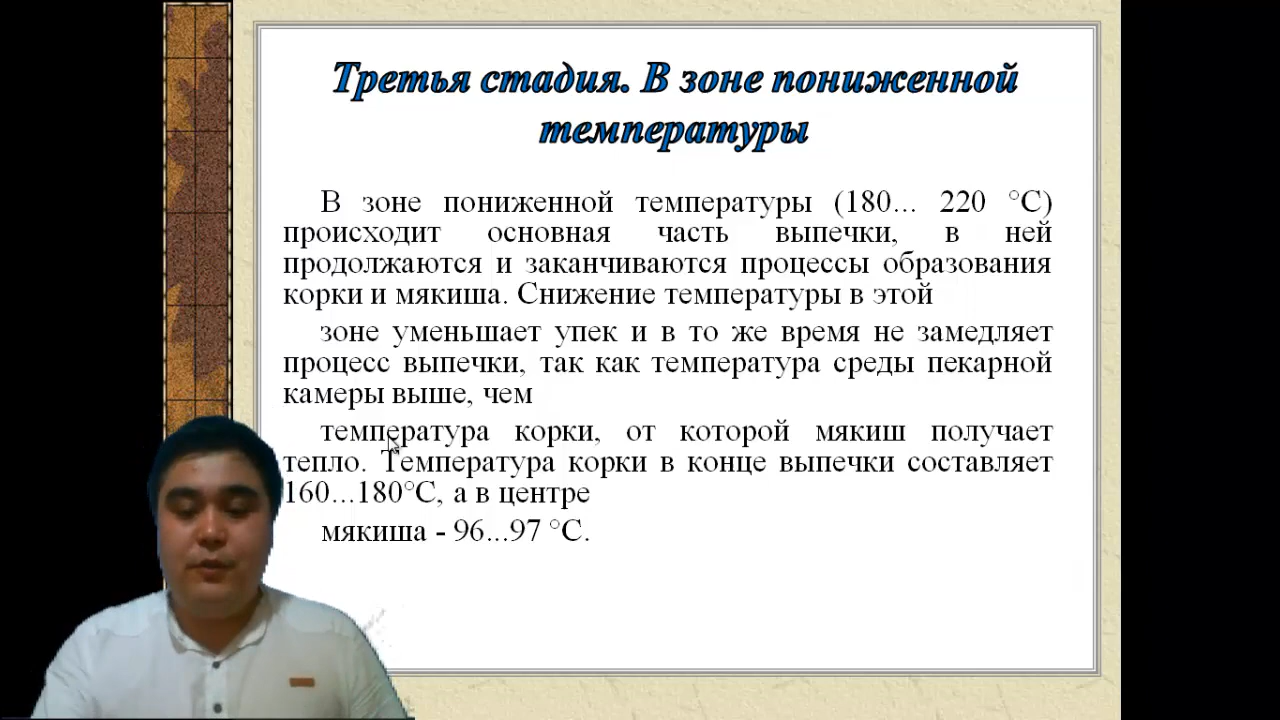 Третья стадия. В зоне пониженной
температуры
В зоне пониженной температуры (180... 220 °С)
происходит основная часть выпечки, в ней
продолжаются и заканчиваются процессы образования
корки и мякиша. Снижение температуры в этой
зоне уменьшает упек и в то же время не замедляет
процесс выпечки, так как температура среды пекарной
камеры выше, чем
температура корки, от которой мякиш получает
тепло. Температура корки в конце выпечки составляет
160...180°С, а в центре
мякиша - 96...97 °С.